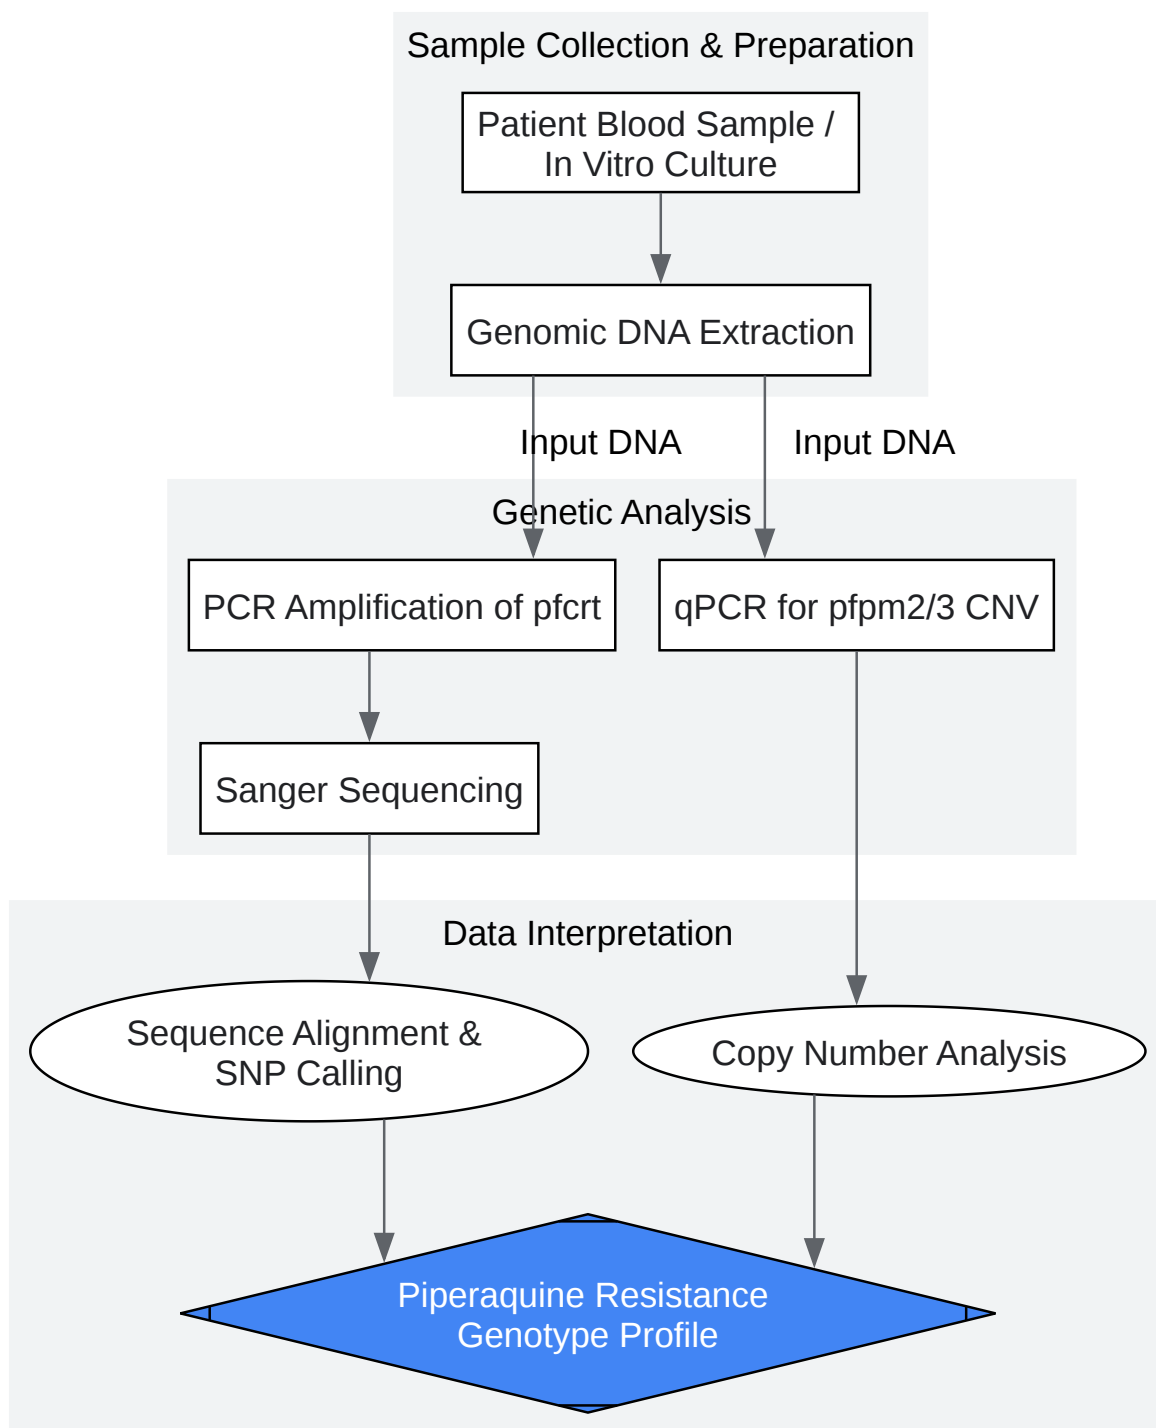 Sample Collection & Preparation
Patient Blood Sample /
In Vitro Culture
Genomic DNA Extraction
Input DNA
Input DNA
Genetic Analysis
PCR Amplification of pfcrt
qPCR for pfpm2/3 CNV
Sanger Sequencing
Data Interpretation
Sequence Alignment &
SNP Calling
Copy Number Analysis
Piperaquine Resistance
Genotype Profile